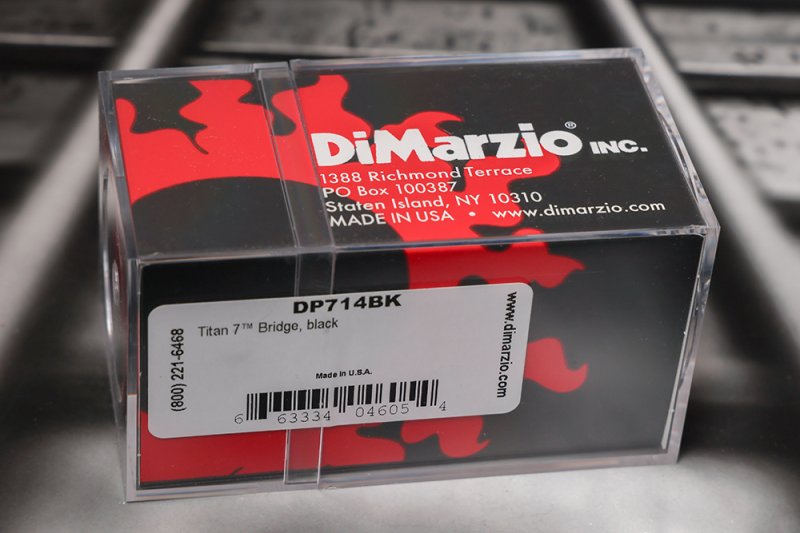 DiMarzio® INC.
1388 Richmond Terrace
PO Box 100387
Staten Island, NY 10310
MADE IN USA • www.dimarzio.com
DP714BK
Titan 7™ Bridge, black
(800) 221-6468
www.dimarzio.com
Made in U.S.A.
6 63334 04605 4